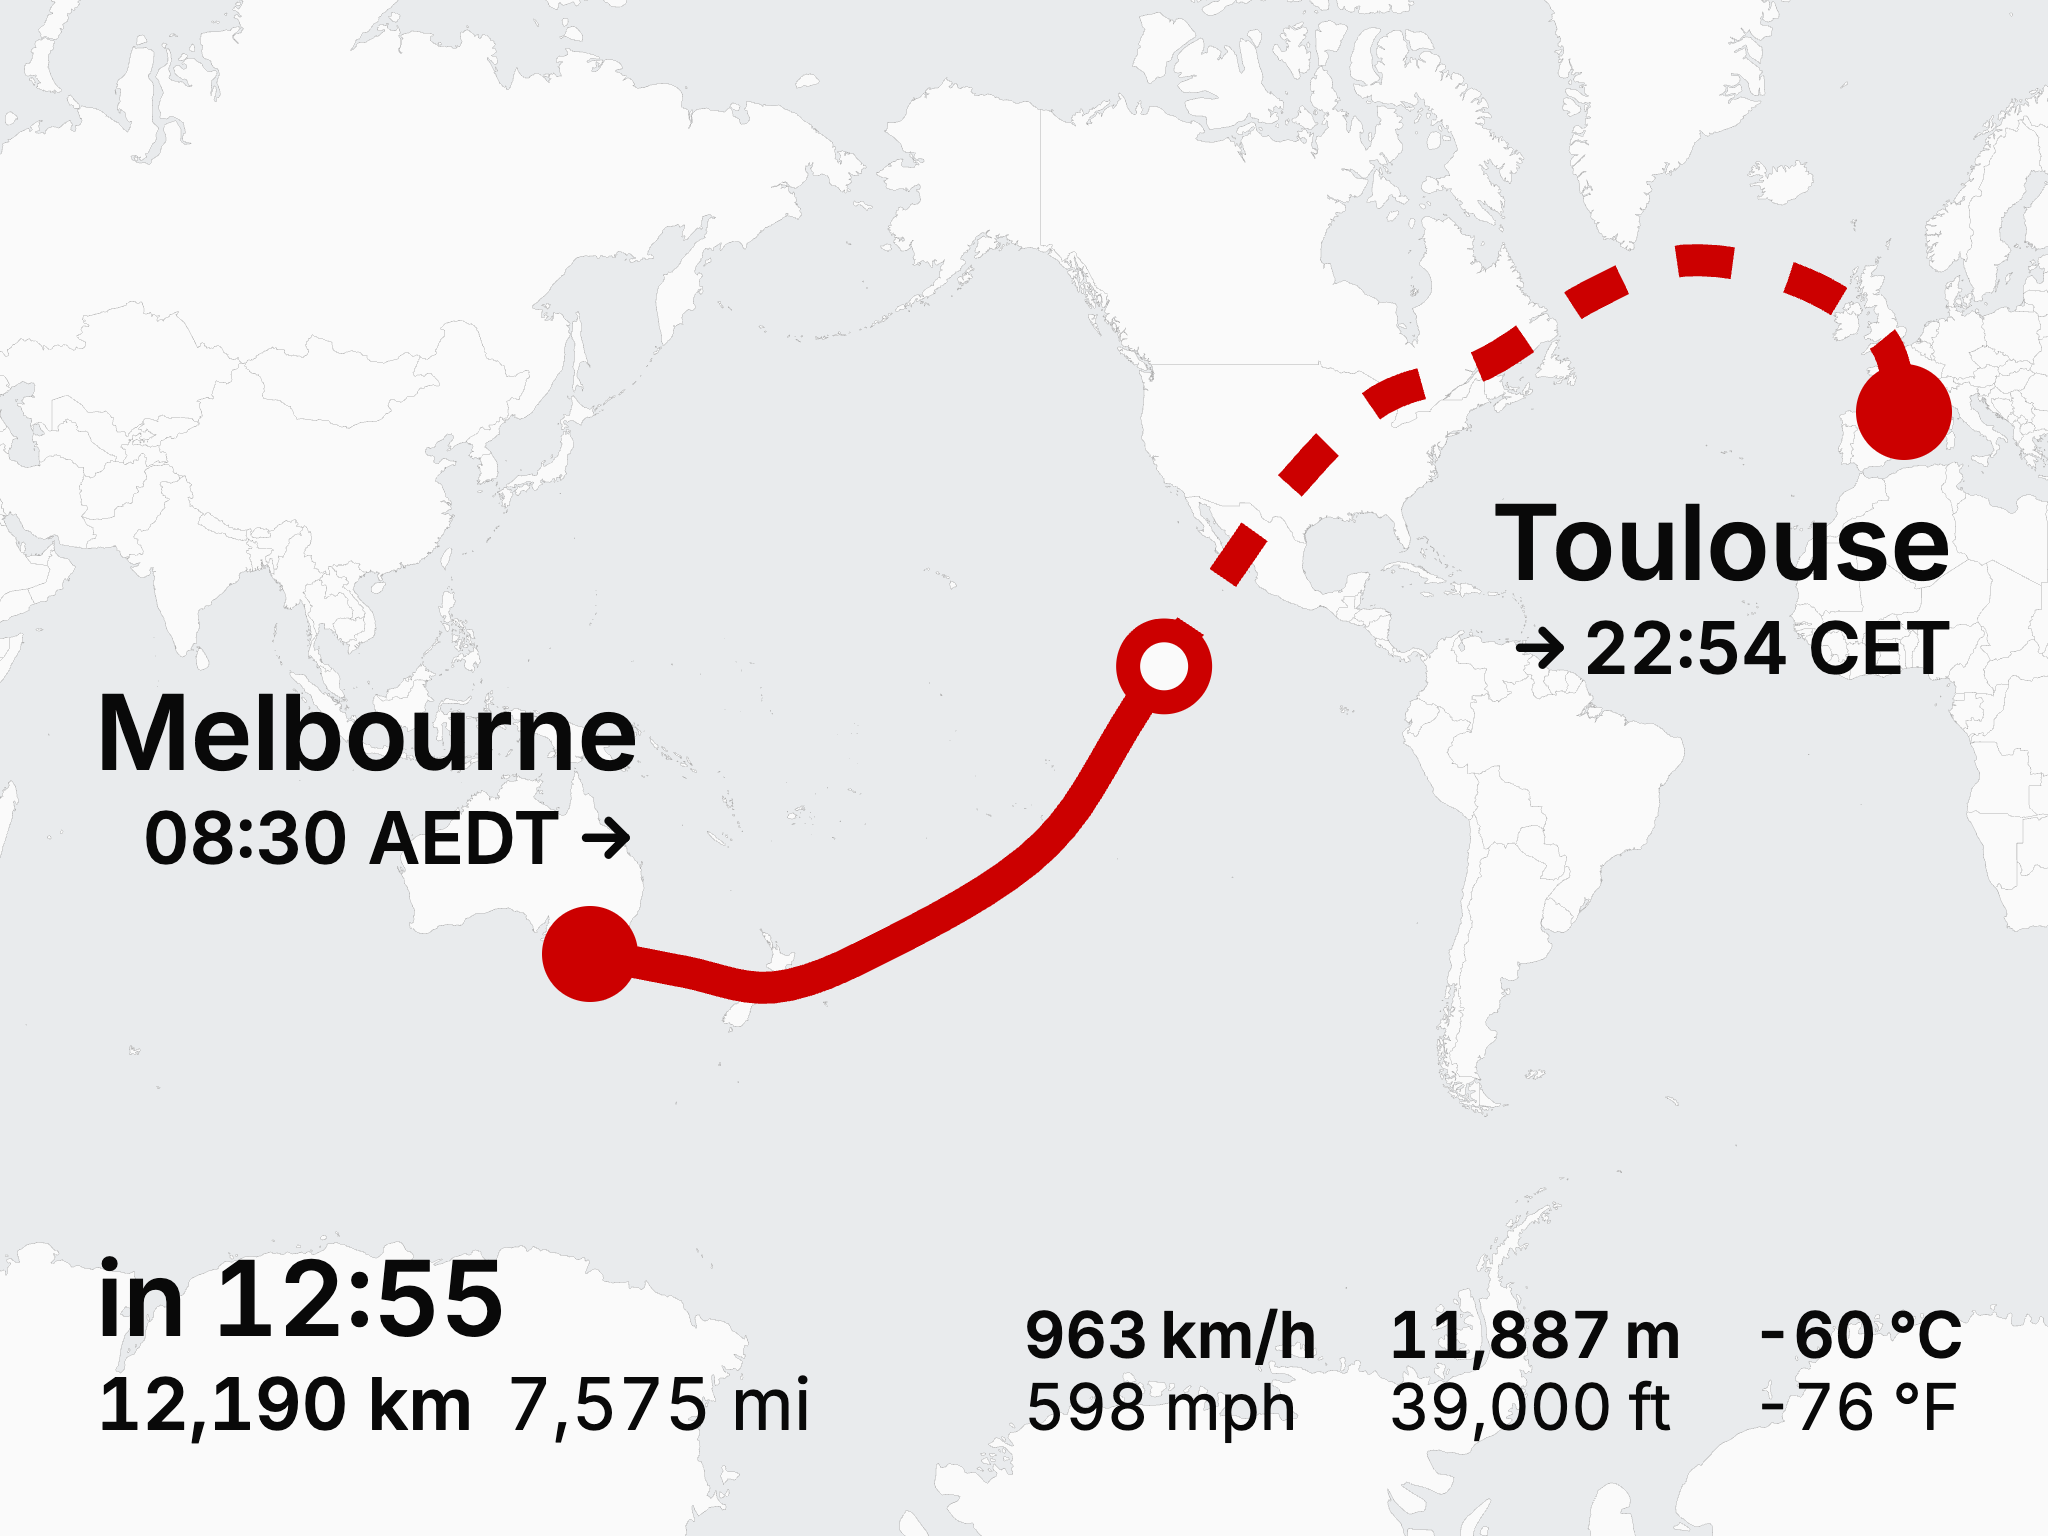 Toulouse
→ 22:54 CET
Melbourne
08:30 AEDT →
in 12:55
12,190 km 7,575 mi
963 km/h 11,887 m -60 °C
598 mph 39,000 ft -76 °F